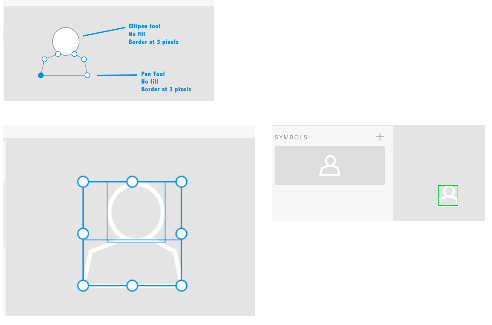 Ellipse tool
No fill
Border at 3 pixels
Pen Tool
No fill
Border at 3 pixels
SYMBOLS